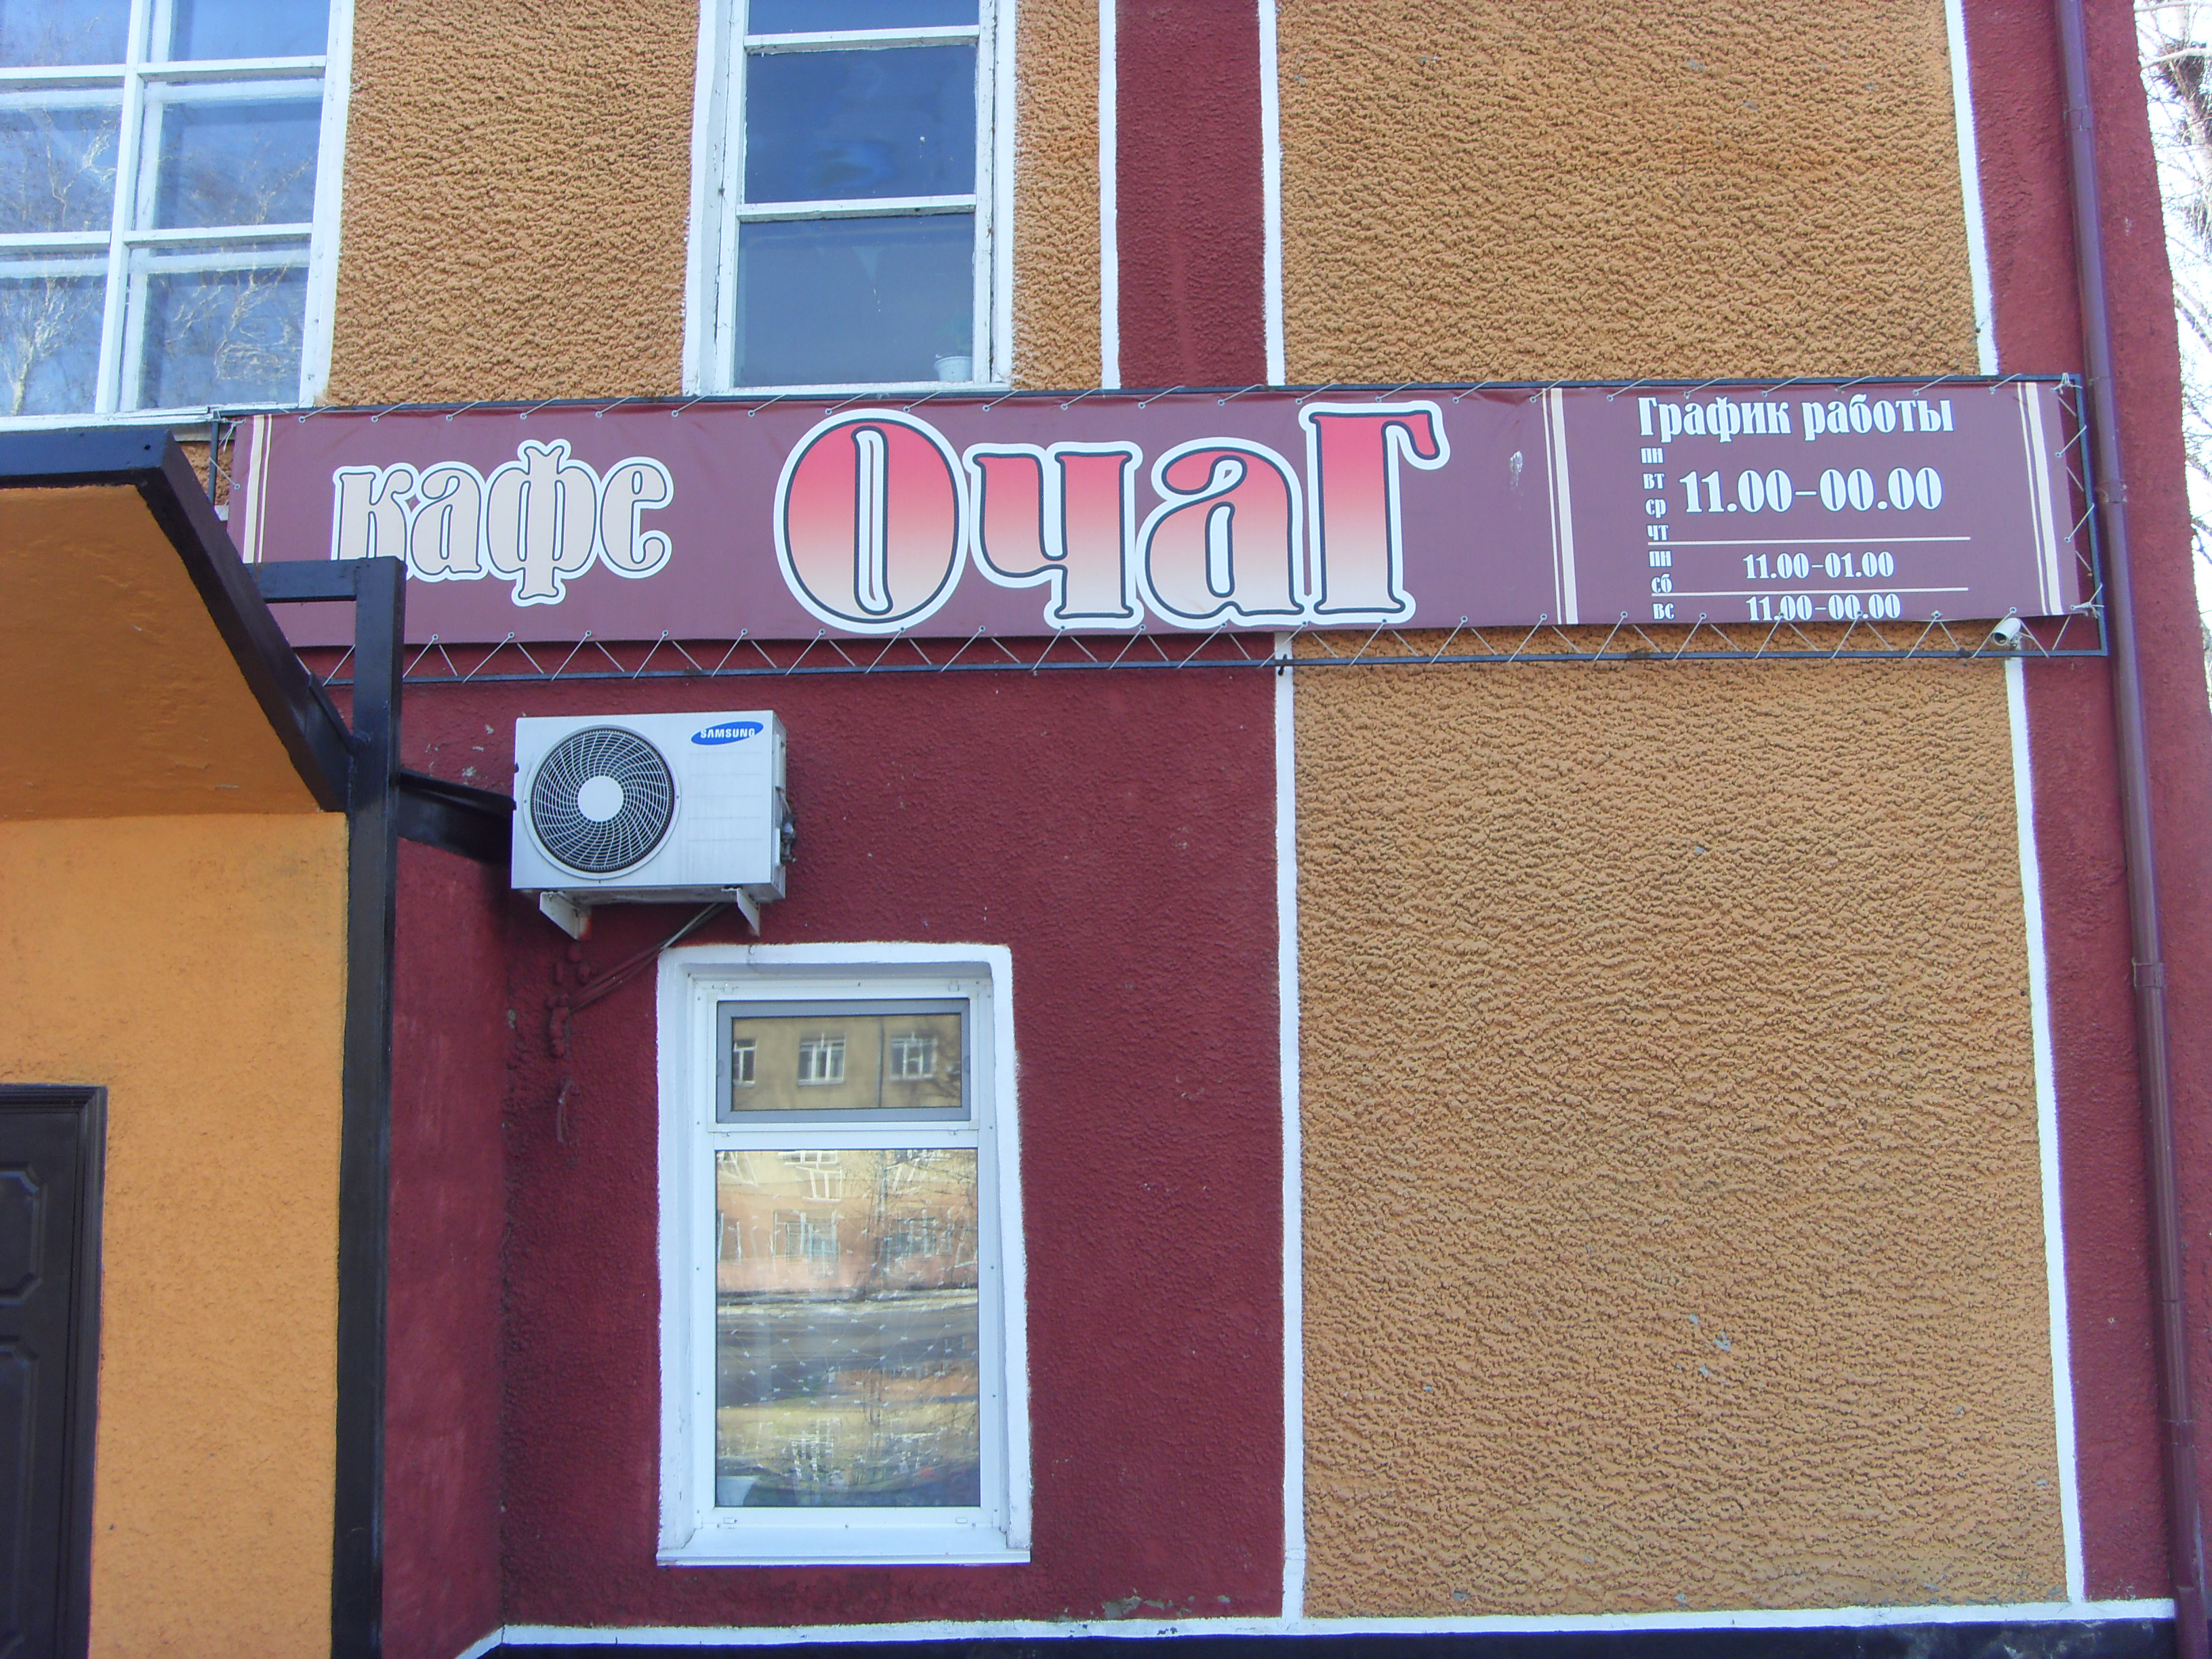 кафе ОчаГ
График работы
пн
вт
ср
чт
11.00-00.00
пн
сб
11.00-01.00
вс 11.00-00.00
SAMSUNG